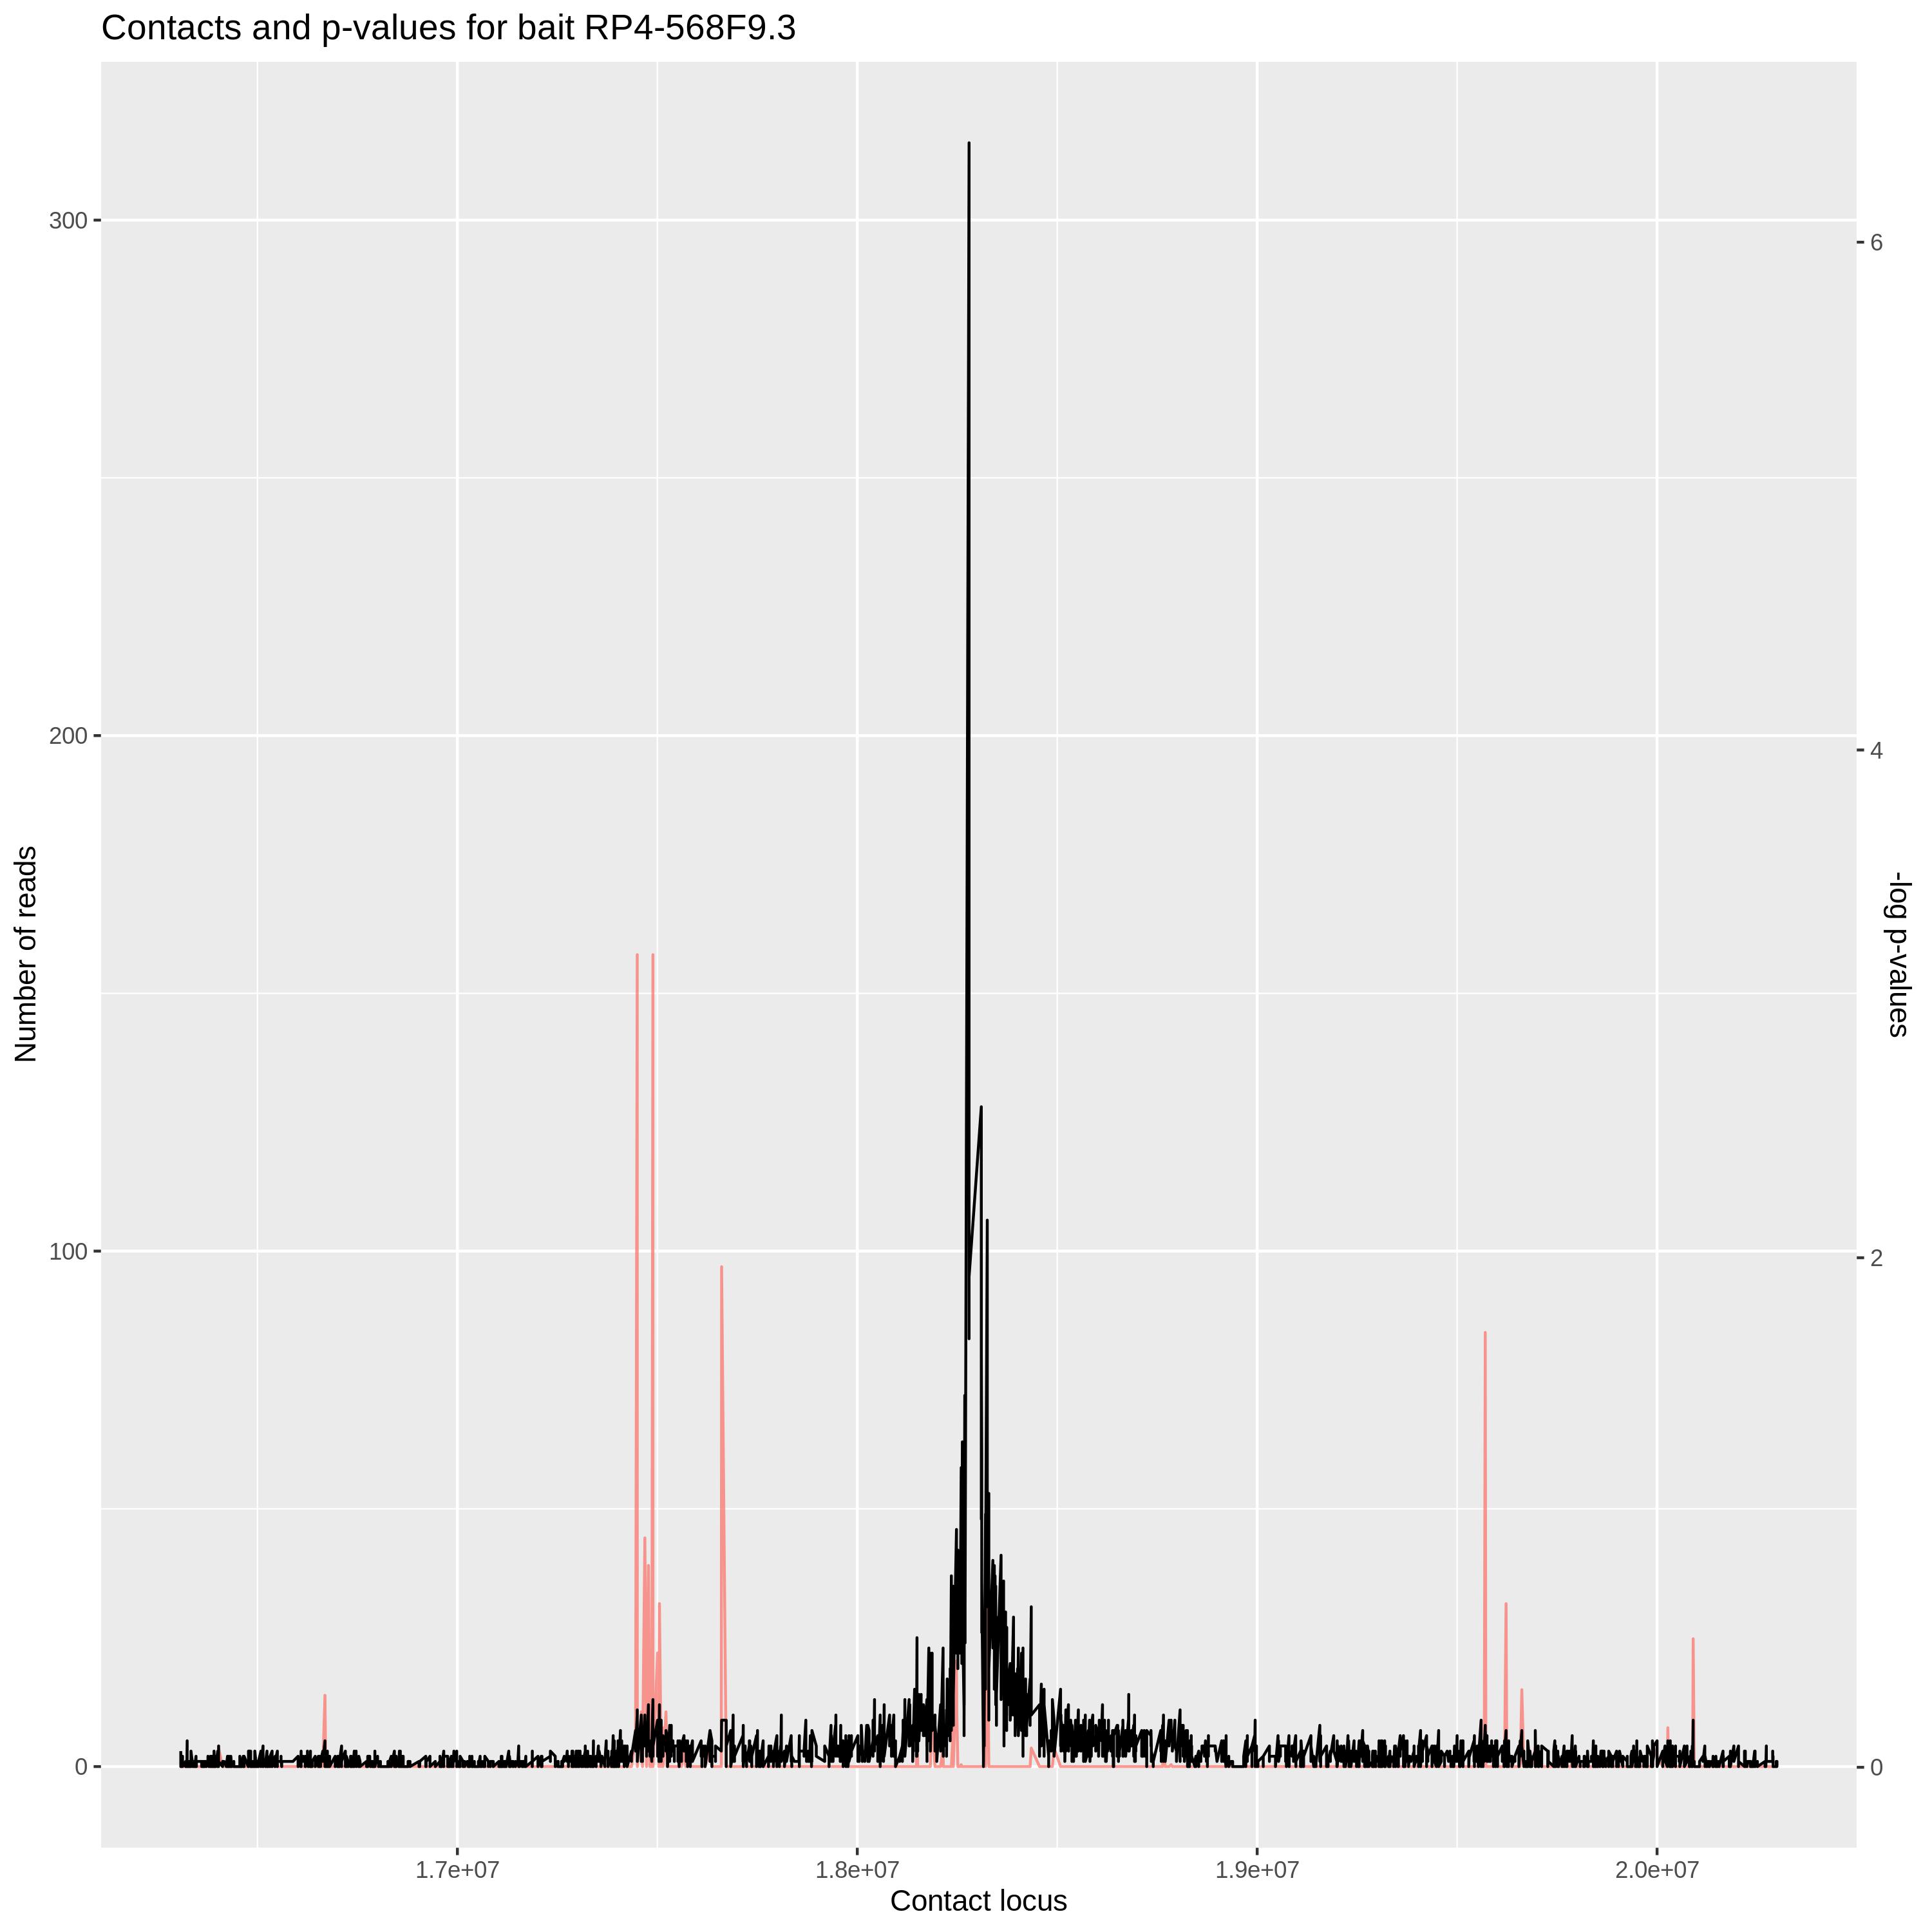 Contacts and p-values for bait RP4-568F9.3
300
200
100
0
Number of reads
6
4
2
0
-log p-values
1.7e+07
1.8e+07
1.9e+07
2.0e+07
Contact locus